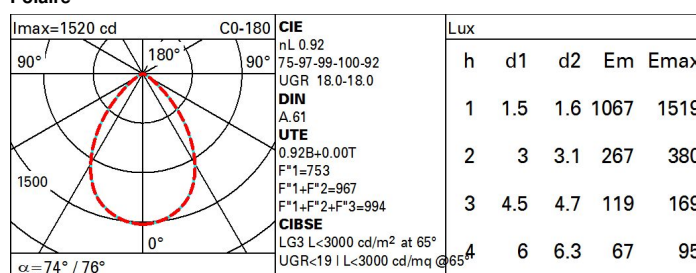 Polaire
Imax=1520 cd C0-180
90° 180° 90°
1500
0°
α=74° / 76°
CIE
nL 0.92
75-97-99-100-92
UGR 18.0-18.0
DIN
A.61
UTE
0.92B+0.00T
F"1=753
F"1+F"2=967
F"1+F"2+F"3=994
CIBSE
LG3 L<3000 cd/m² at 65°
UGR<19 | L<3000 cd/mq @65°
Lux
h d1 d2 Em Emax
1 1.5 1.6 1067 1519
2 3 3.1 267 380
3 4.5 4.7 119 169
4 6 6.3 67 95